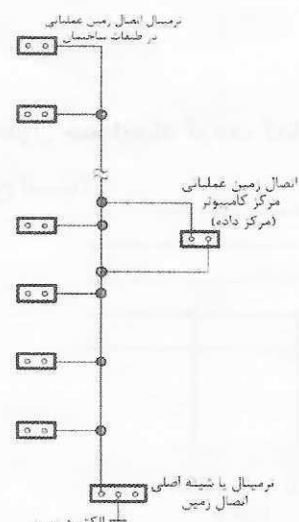 ترمینال اتصال زمین عملیاتی
در طبقات ساختمان
اتصال زمین عملیاتی
مرکز کامپیوتر
(مرکز داده)
ترمینال یا شینه اصلی
اتصال زمین